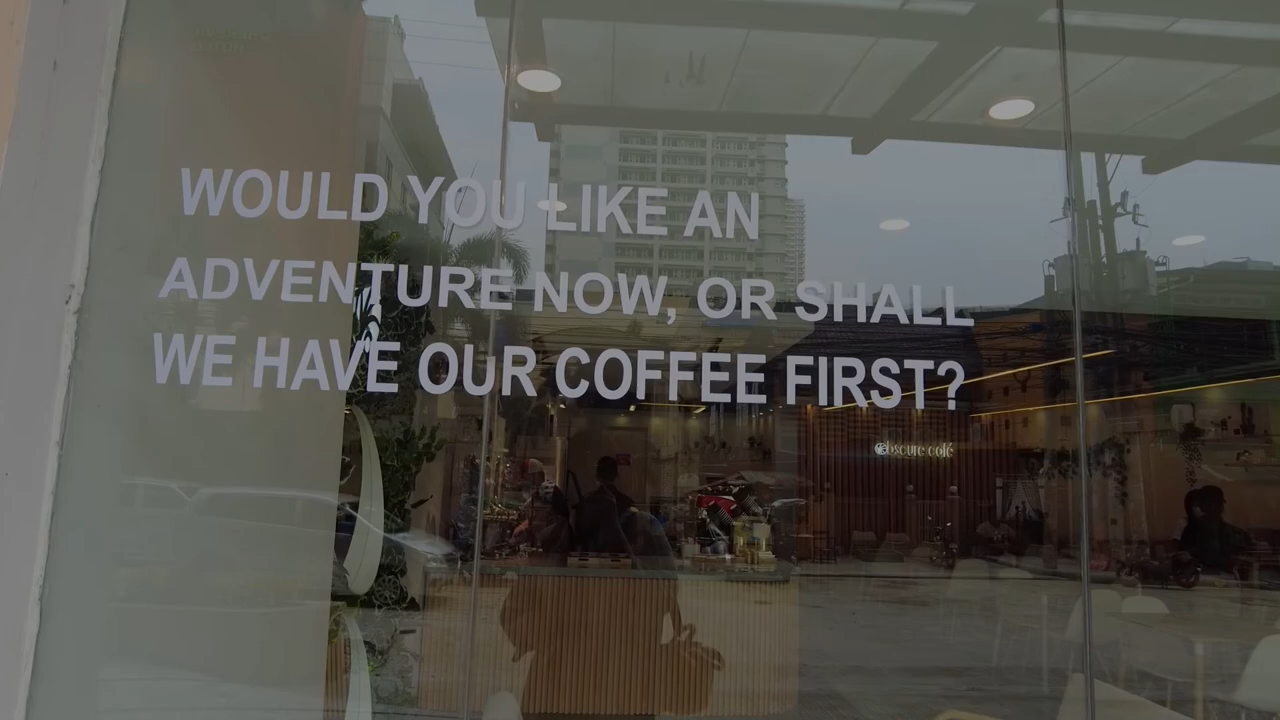 WOULD YOU LIKE AN
ADVENTURE NOW, OR SHALL
WE HAVE OUR COFFEE FIRST?
obscure café